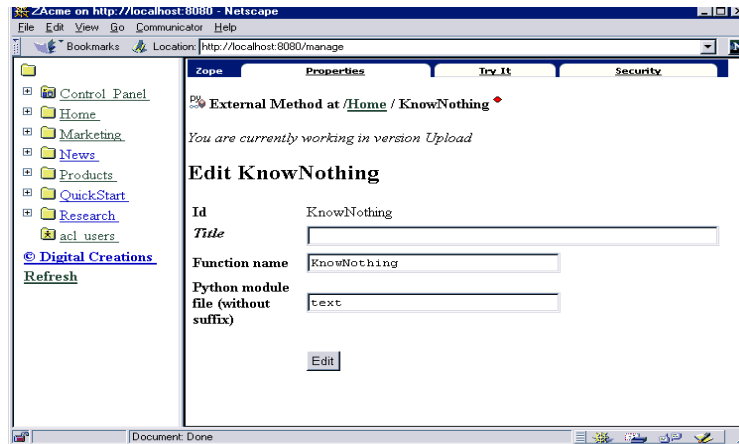 ZAcme on http://localhost:8080 - Netscape
File Edit View Go Communicator Help
Bookmarks Location: http://localhost:8080/manage
Zope Properties Try It Security
Control Panel
Home
Marketing
News
Products
QuickStart
Research
acl_users
© Digital Creations
Refresh
External Method at /Home / KnowNothing
You are currently working in version Upload
Edit KnowNothing
Id KnowNothing
Title
Function name KnowNothing
Python module file (without suffix) text
Edit
Document: Done